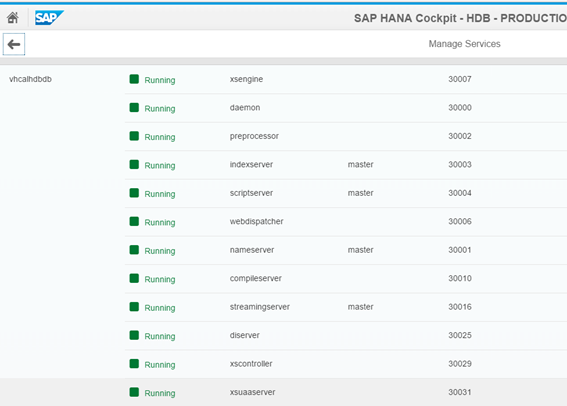 SAP SAP HANA Cockpit - HDB - PRODUCTIO
Manage Services
vhcalhdbdb Running xsengine 30007
Running daemon 30000
Running preprocessor 30002
Running indexserver master 30003
Running scriptserver master 30004
Running webdispatcher 30006
Running nameserver master 30001
Running compileserver 30010
Running streamingserver master 30016
Running diserver 30025
Running xscontroller 30029
Running xsuaaserver 30031